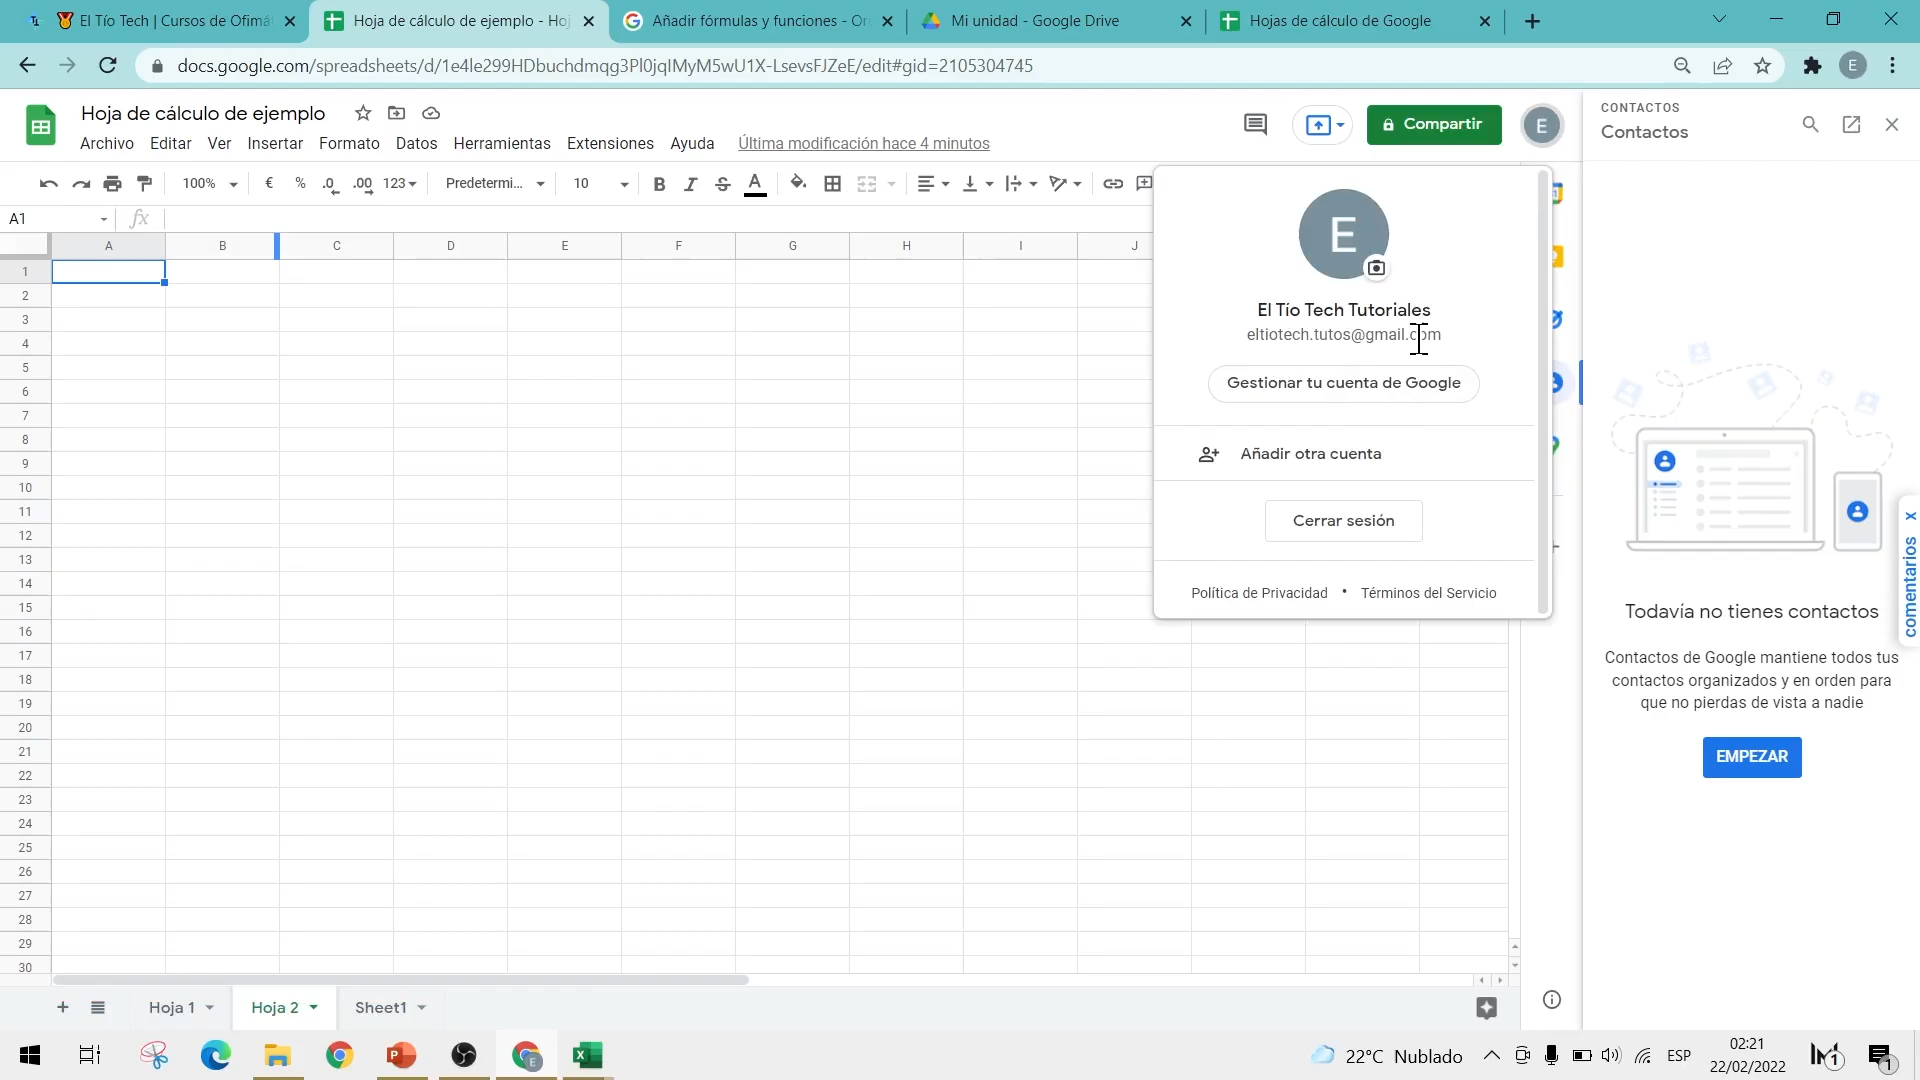 El Tío Tech | Cursos de Ofimá
Hoja de cálculo de ejemplo - Hoj
Añadir fórmulas y funciones - Or
Mi unidad - Google Drive
Hojas de cálculo de Google
docs.google.com/spreadsheets/d/1e4le299HDbuchdmqg3Pl0jqIMyM5wU1X-LsevsFJZeE/edit#gid=2105304745
E
Hoja de cálculo de ejemplo
Archivo Editar Ver Insertar Formato Datos Herramientas Extensiones Ayuda Última modificación hace 4 minutos
Compartir
E
CONTACTOS
Contactos
100% € % .0 .00 123 Predetermi... 10 B I S A
A1 fx
A B C D E F G H I J
1
2
3
4
5
6
7
8
9
10
11
12
13
14
15
16
17
18
19
20
21
22
23
24
25
26
27
28
29
30
E
El Tío Tech Tutoriales
eltiotech.tutos@gmail.com
Gestionar tu cuenta de Google
Añadir otra cuenta
Cerrar sesión
Política de Privacidad • Términos del Servicio
Todavía no tienes contactos
Contactos de Google mantiene todos tus
contactos organizados y en orden para
que no pierdas de vista a nadie
EMPEZAR
comentarios x
Hoja 1 Hoja 2 Sheet1
22°C Nublado
ESP
02:21
22/02/2022
1
1